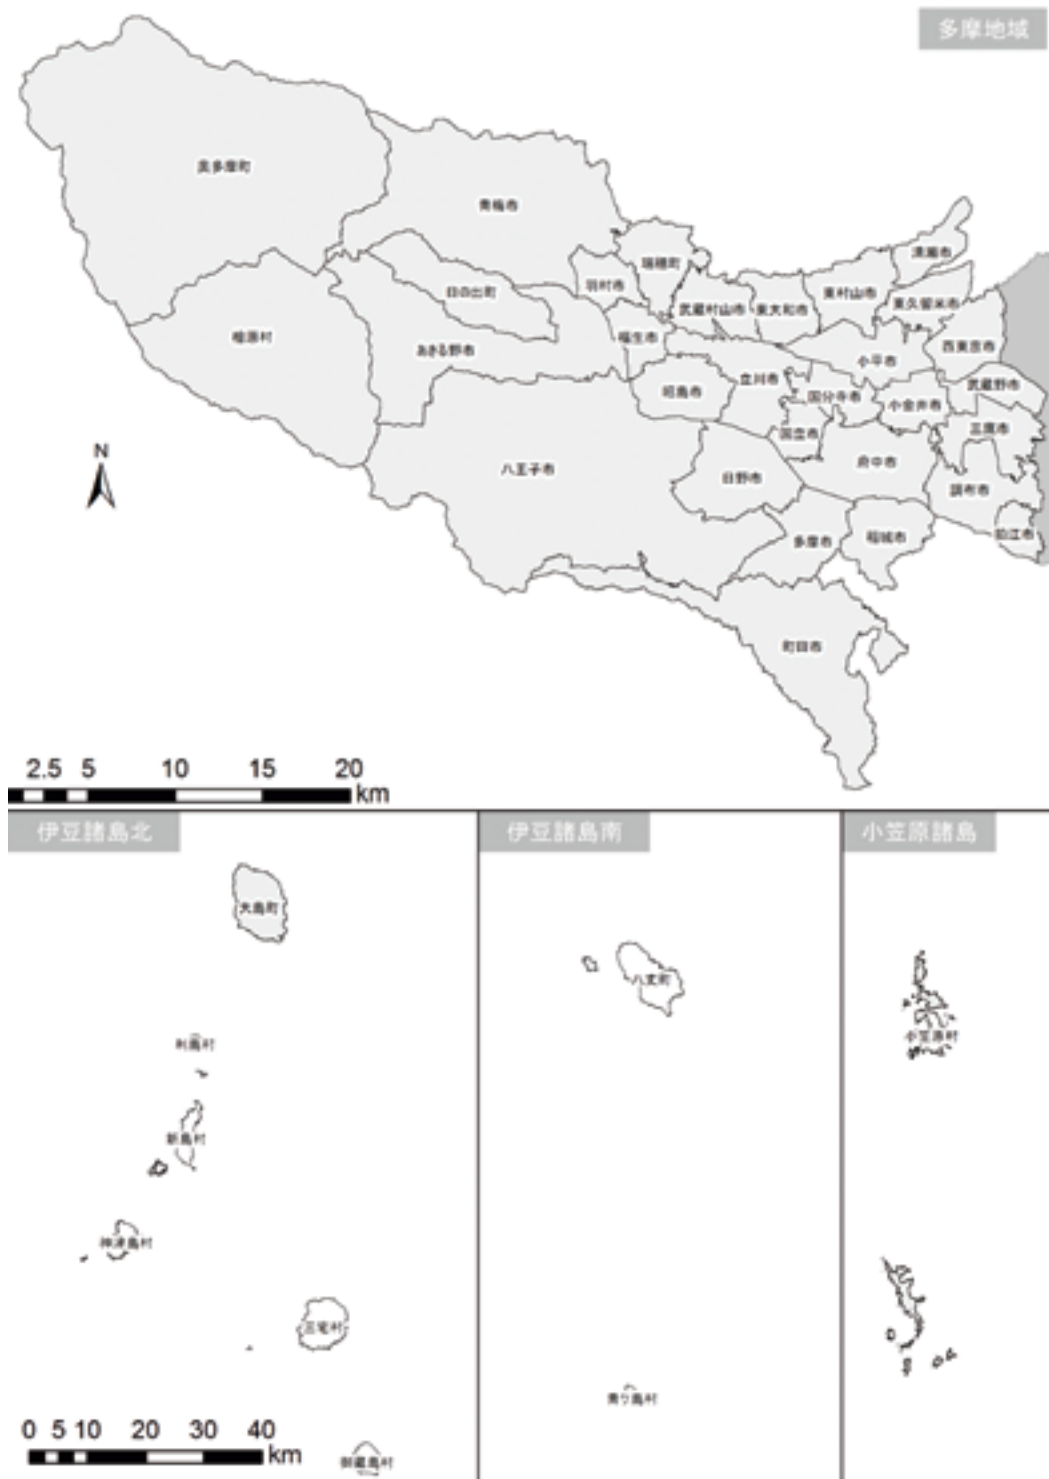 多摩地域
奥多摩町
青梅市
清瀬市
瑞穂町
羽村市
日の出町
東村山市
東久留米市
武蔵村山市
東大和市
檜原村
あきる野市
福生市
小平市
西東京市
立川市
昭島市
国分寺市
小金井市
武蔵野市
国立市
三鷹市
N
八王子市
日野市
府中市
調布市
多摩市
稲城市
狛江市
町田市
2.5 5 10 15 20
km
伊豆諸島北
伊豆諸島南
小笠原諸島
大島町
八丈町
利島村
小笠原村
新島村
神津島村
三宅村
青ヶ島村
0 5 10 20 30 40
km
御蔵島村